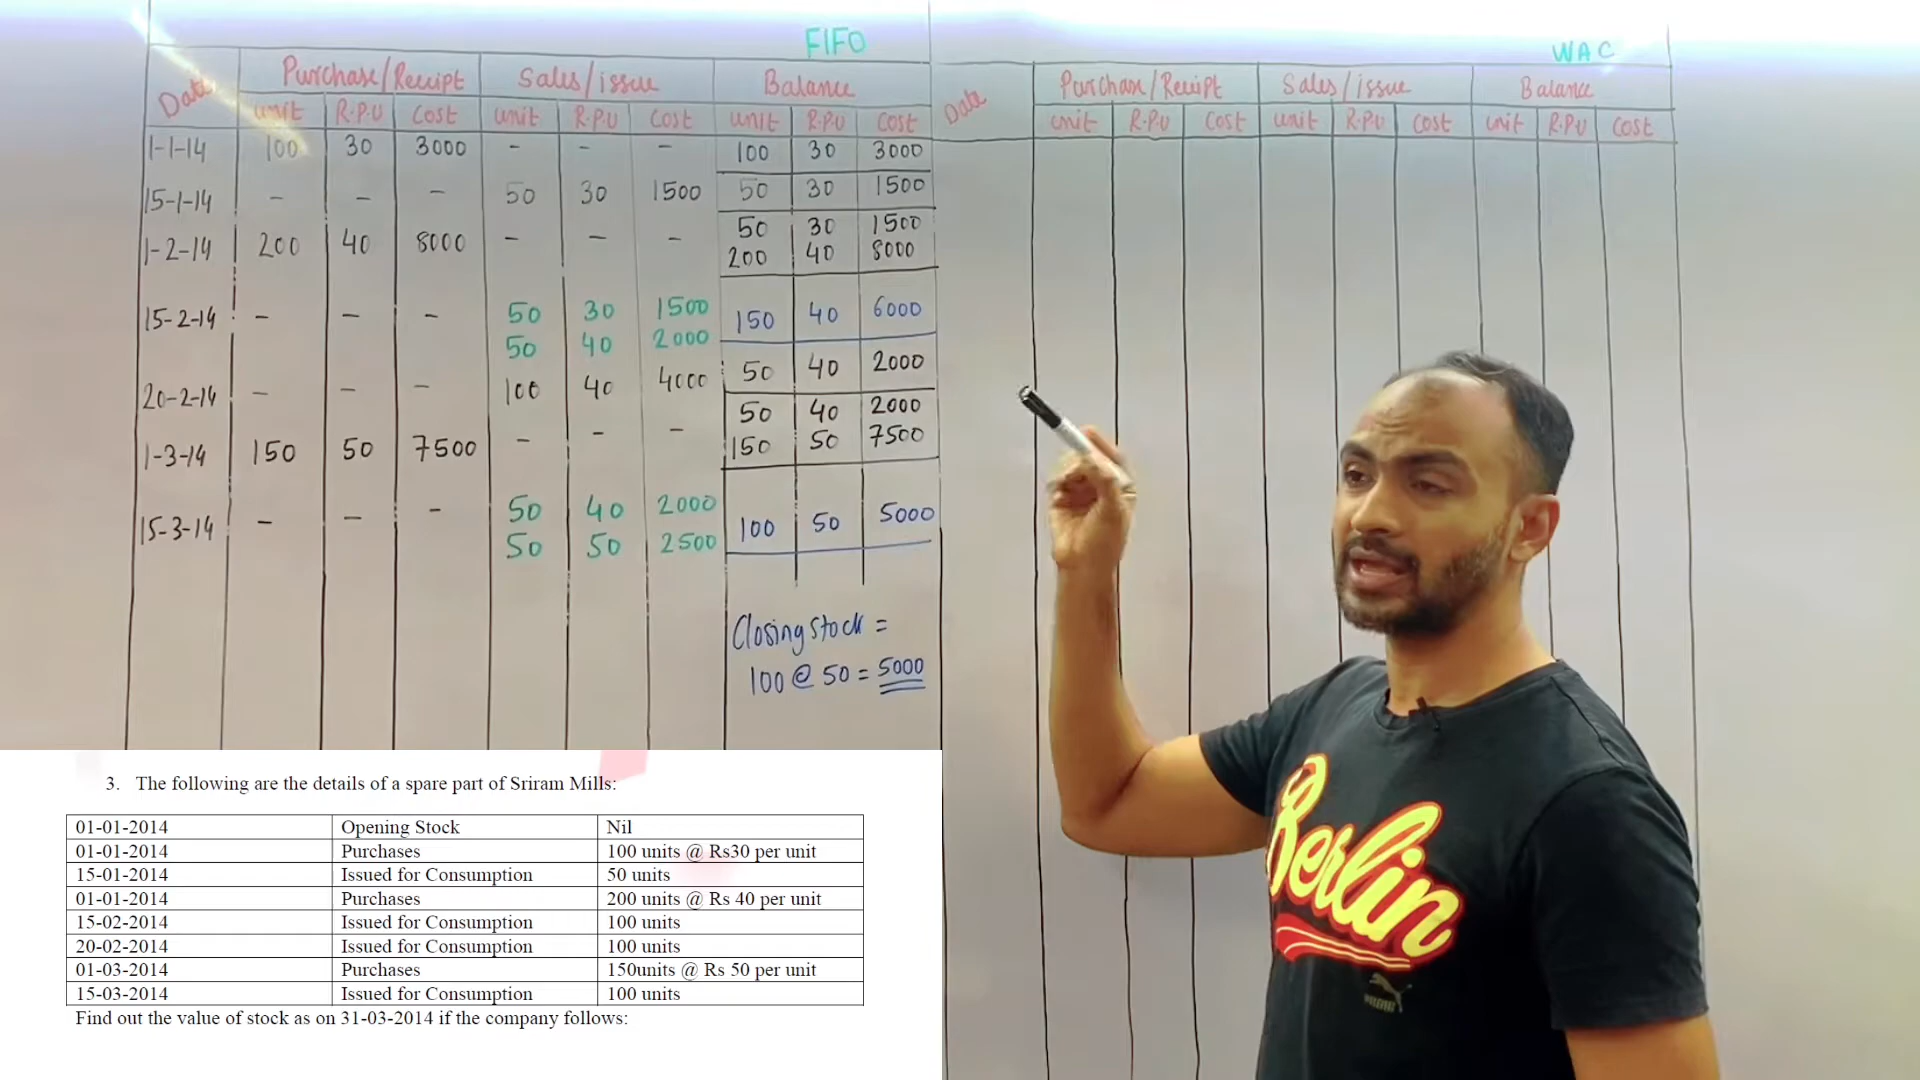 FIFO
Date Purchase/Receipt Sales/issue Balance
unit R.P.U Cost unit R.P.U Cost unit R.P.U Cost
1-1-14 100 30 3000 - - - 100 30 3000
15-1-14 - - - 50 30 1500 50 30 1500
1-2-14 200 40 8000 - - - 50 30 1500
200 40 8000
15-2-14 - - - 50 30 1500 150 40 6000
50 40 2000
20-2-14 - - - 100 40 4000 50 40 2000
1-3-14 150 50 7500 - - - 50 40 2000
150 50 7500
15-3-14 - - - 50 40 2000 100 50 5000
50 50 2500
Closing stock =
100 @ 50 = 5000
WAC
Date Purchase/Receipt Sales/issue Balance
unit R.P.U Cost unit R.P.U Cost unit R.P.U Cost
Berlin
PUMA
3. The following are the details of a spare part of Sriram Mills:
01-01-2014 Opening Stock Nil
01-01-2014 Purchases 100 units @ Rs30 per unit
15-01-2014 Issued for Consumption 50 units
01-01-2014 Purchases 200 units @ Rs 40 per unit
15-02-2014 Issued for Consumption 100 units
20-02-2014 Issued for Consumption 100 units
01-03-2014 Purchases 150units @ Rs 50 per unit
15-03-2014 Issued for Consumption 100 units
Find out the value of stock as on 31-03-2014 if the company follows: